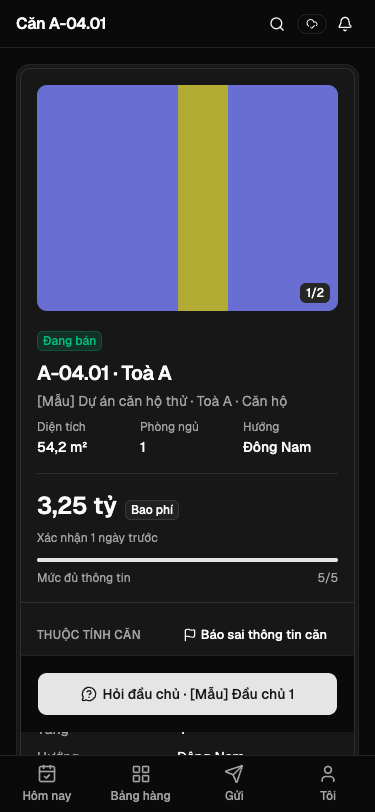 Căn A-04.01
1/2
Đang bán
A-04.01 · Toà A
[Mẫu] Dự án căn hộ thử · Toà A · Căn hộ
Diện tích Phòng ngủ Hướng
54,2 m² 1 Đông Nam
3,25 tỷ Bao phí
Xác nhận 1 ngày trước
Mức đủ thông tin 5/5
THUỘC TÍNH CĂN Báo sai thông tin căn
Hỏi đầu chủ · [Mẫu] Đầu chủ 1
Hôm nay Bảng hàng Gửi Tôi